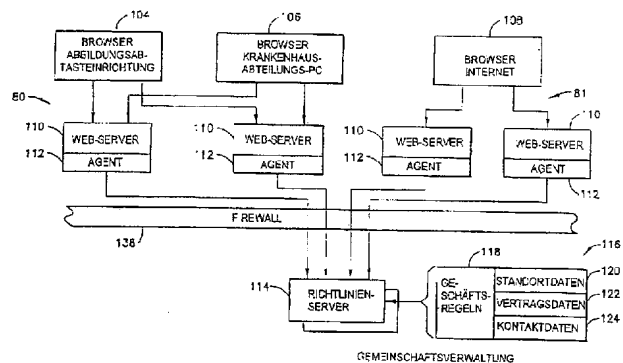 104
106
108
BROWSER
ABEILDUNGSAB-
TASTEINRICHTUNG
BROWSER
KRANKENHAUS-
ABTEILUNGS-PC
BROWSER
INTERNET
80
81
110
WEB-SERVER
112
AGENT
110
WEB-SERVER
112
AGENT
110
WEB-SERVER
112
AGENT
110
WEB-SERVER
AGENT
112
FIREWALL
138
116
118
114
RICHTLINIEN-
SERVER
GE-
SCHÄFTS-
REGELN
STANDORTDATEN
120
VERTRAGSDATEN
122
KONTAKTDATEN
124
GEMEINSCHAFTSVERWALTUNG